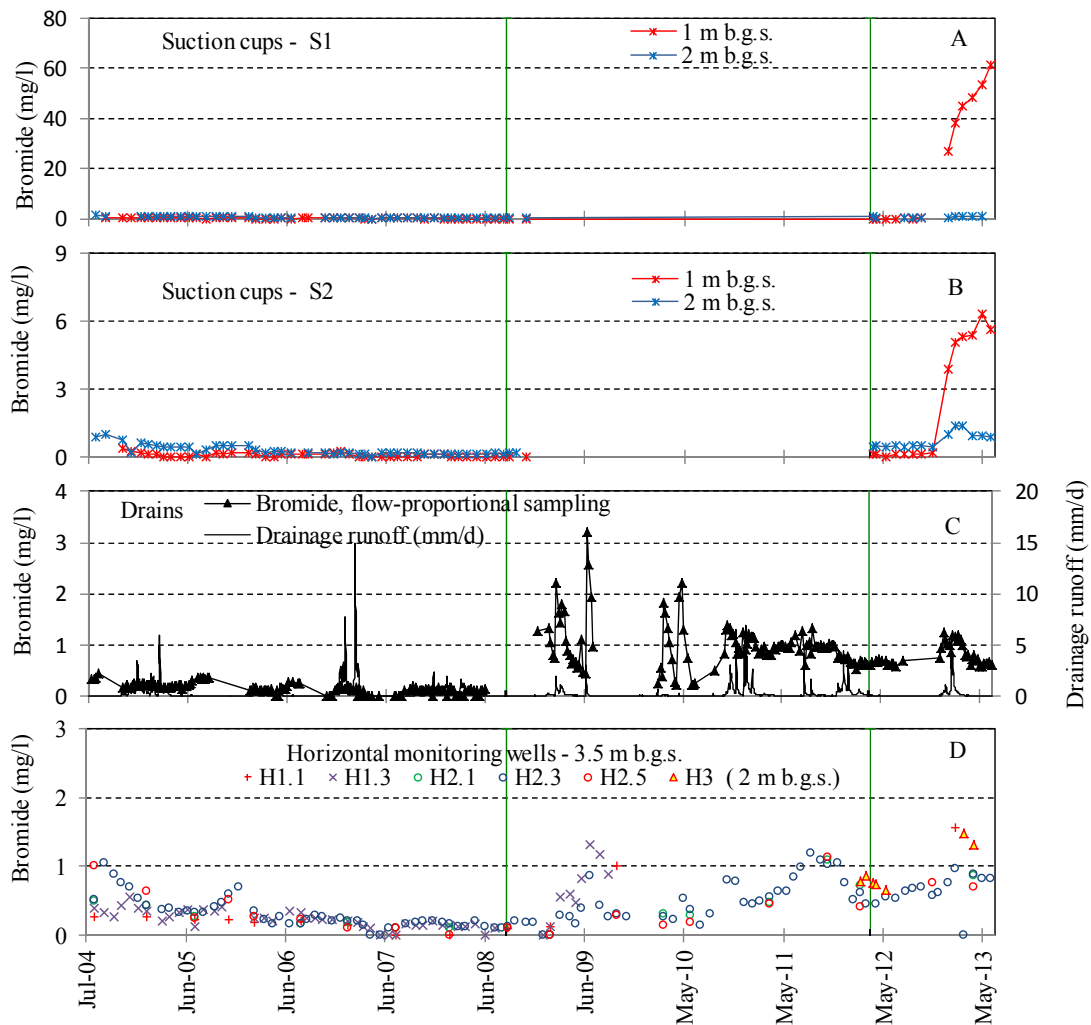 80
60
40
20
0
Bromide (mg/l)
Suction cups - S1
1 m b.g.s.
2 m b.g.s.
A
9
6
3
0
Bromide (mg/l)
Suction cups - S2
1 m b.g.s.
2 m b.g.s.
B
4
3
2
1
0
Bromide (mg/l)
Drains
Bromide, flow-proportional sampling
Drainage runoff (mm/d)
C
20
15
10
5
0
Drainage runoff (mm/d)
3
2
1
0
Bromide (mg/l)
Horizontal monitoring wells - 3.5 m b.g.s.
H1.1 H1.3 H2.1 H2.3 H2.5 H3 (2 m b.g.s.)
D
Jul-04 Jun-05 Jun-06 Jun-07 Jun-08 Jun-09 May-10 May-11 May-12 May-13